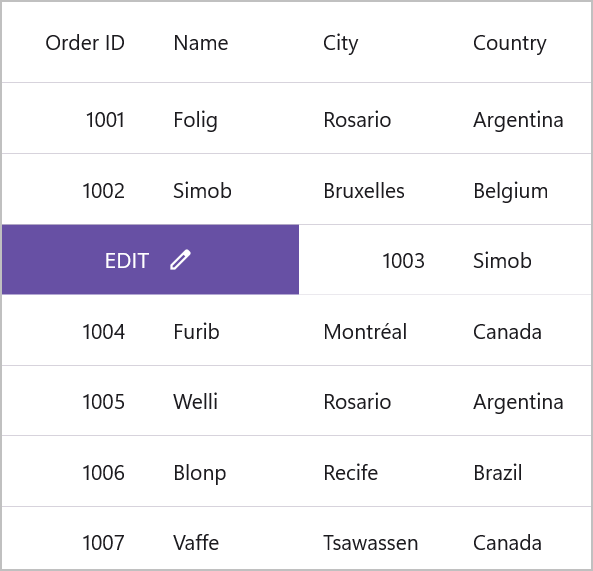 Order ID Name City Country
1001 Folig Rosario Argentina
1002 Simob Bruxelles Belgium
EDIT 1003 Simob
1004 Furib Montréal Canada
1005 Welli Rosario Argentina
1006 Blonp Recife Brazil
1007 Vaffe Tsawassen Canada